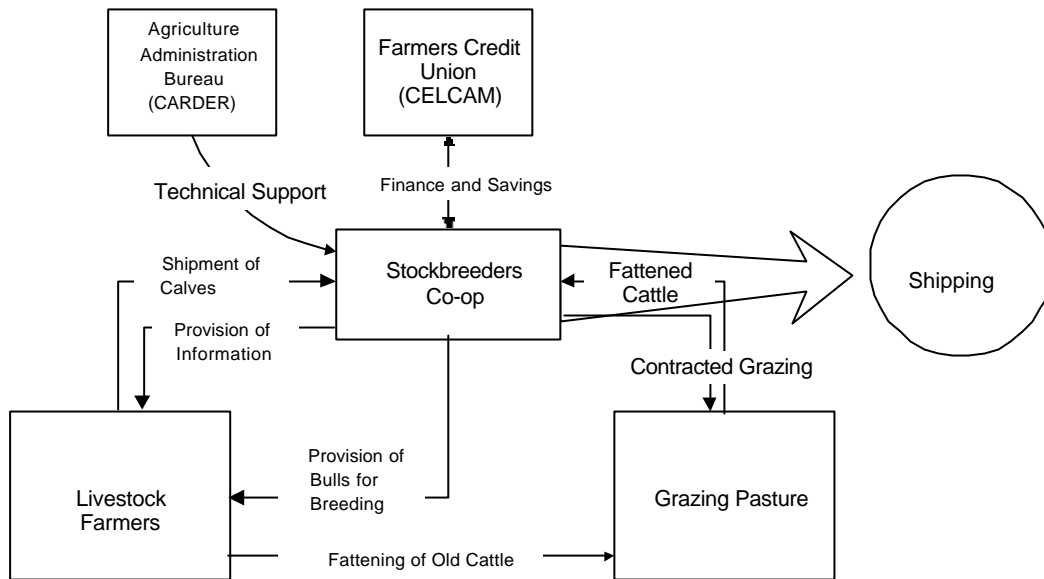 Agriculture
Administration
Bureau
(CARDER)
Farmers Credit
Union
(CELCAM)
Technical Support
Finance and Savings
Shipment of
Calves
Stockbreeders
Co-op
Fattened
Cattle
Shipping
Provision of
Information
Contracted Grazing
Provision of
Bulls for
Breeding
Livestock
Farmers
Grazing Pasture
Fattening of Old Cattle